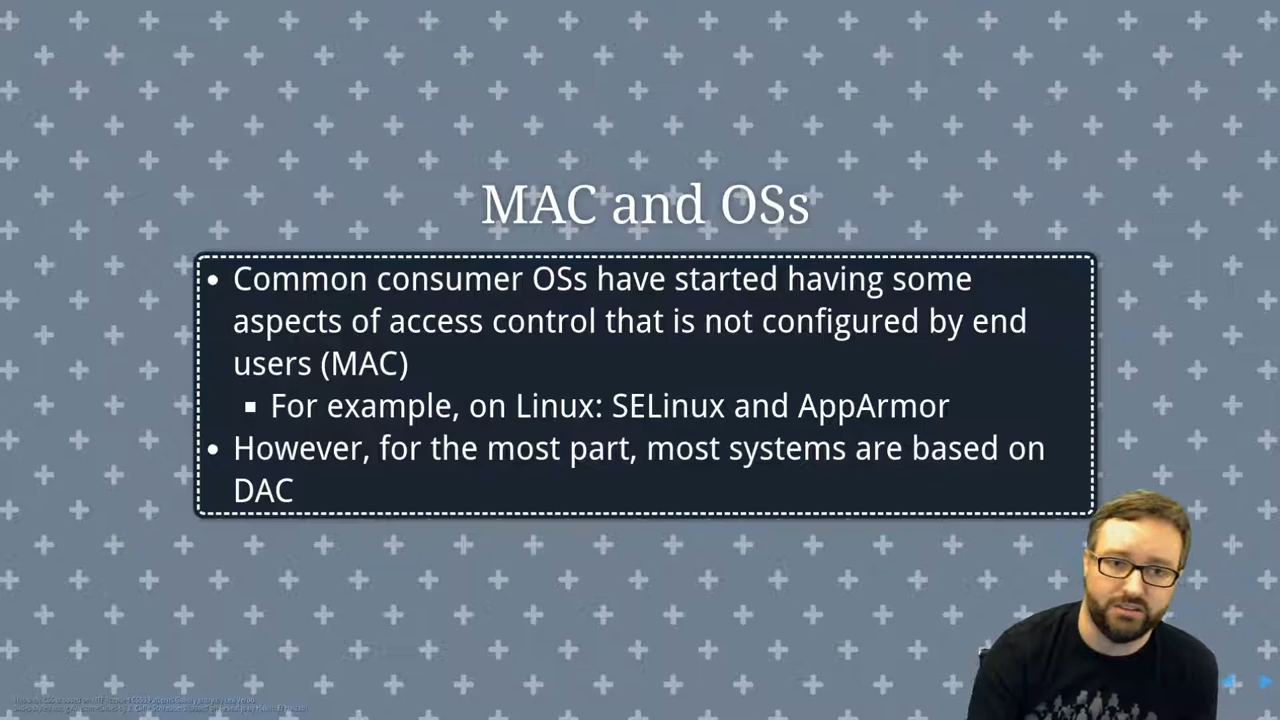 MAC and OSs
• Common consumer OSs have started having some
aspects of access control that is not configured by end
users (MAC)
▪ For example, on Linux: SELinux and AppArmor
• However, for the most part, most systems are based on
DAC